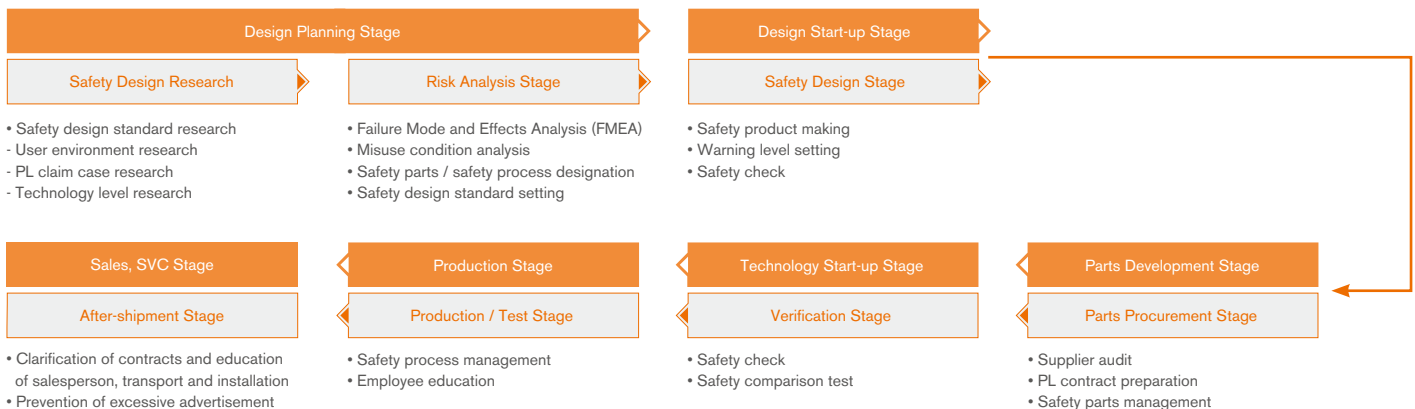 Design Planning Stage
Design Start-up Stage
Safety Design Research
Risk Analysis Stage
Safety Design Stage
• Safety design standard research
- User environment research
- PL claim case research
- Technology level research
• Failure Mode and Effects Analysis (FMEA)
• Misuse condition analysis
• Safety parts / safety process designation
• Safety design standard setting
• Safety product making
• Warning level setting
• Safety check
Sales, SVC Stage
Production Stage
Technology Start-up Stage
Parts Development Stage
After-shipment Stage
Production / Test Stage
Verification Stage
Parts Procurement Stage
• Clarification of contracts and education
of salesperson, transport and installation
• Prevention of excessive advertisement
• Safety process management
• Employee education
• Safety check
• Safety comparison test
• Supplier audit
• PL contract preparation
• Safety parts management